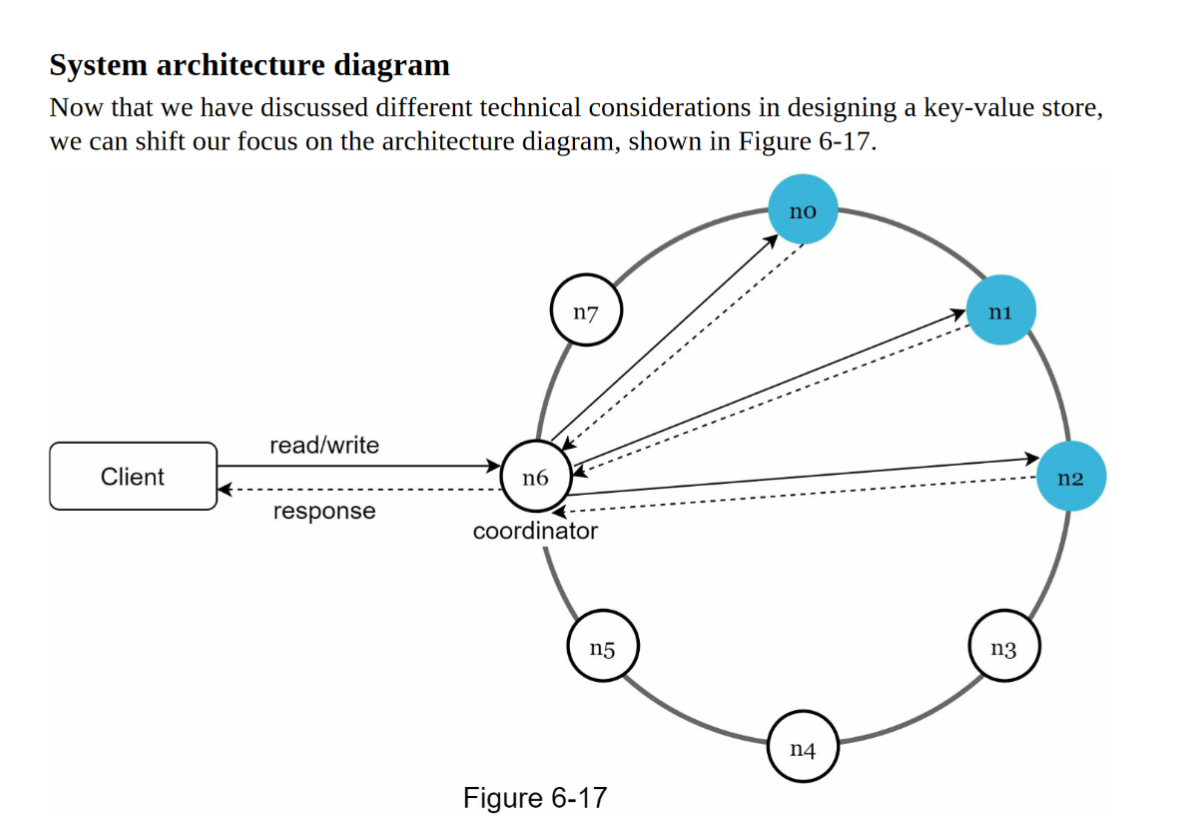 System architecture diagram
Now that we have discussed different technical considerations in designing a key-value store,
we can shift our focus on the architecture diagram, shown in Figure 6-17.
n0
n7
n1
read/write
Client
n6
n2
response
coordinator
n5
n3
n4
Figure 6-17